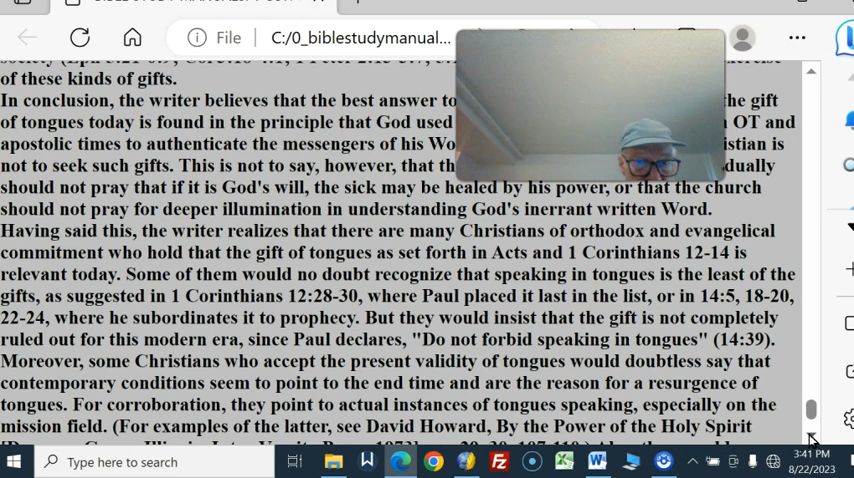 BIBLE STUDY MANUALS
File C:/0_biblestudymanual...
of these kinds of gifts.
In conclusion, the writer believes that the best answer to the gift
of tongues today is found in the principle that God used OT and
apostolic times to authenticate the messengers of his Wo istian is
not to seek such gifts. This is not to say, however, that th dually
should not pray that if it is God's will, the sick may be healed by his power, or that the church
should not pray for deeper illumination in understanding God's inerrant written Word.
Having said this, the writer realizes that there are many Christians of orthodox and evangelical
commitment who hold that the gift of tongues as set forth in Acts and 1 Corinthians 12-14 is
relevant today. Some of them would no doubt recognize that speaking in tongues is the least of the
gifts, as suggested in 1 Corinthians 12:28-30, where Paul placed it last in the list, or in 14:5, 18-20,
22-24, where he subordinates it to prophecy. But they would insist that the gift is not completely
ruled out for this modern era, since Paul declares, "Do not forbid speaking in tongues" (14:39).
Moreover, some Christians who accept the present validity of tongues would doubtless say that
contemporary conditions seem to point to the end time and are the reason for a resurgence of
tongues. For corroboration, they point to actual instances of tongues speaking, especially on the
mission field. (For examples of the latter, see David Howard, By the Power of the Holy Spirit
Type here to search
3:41 PM
8/22/2023